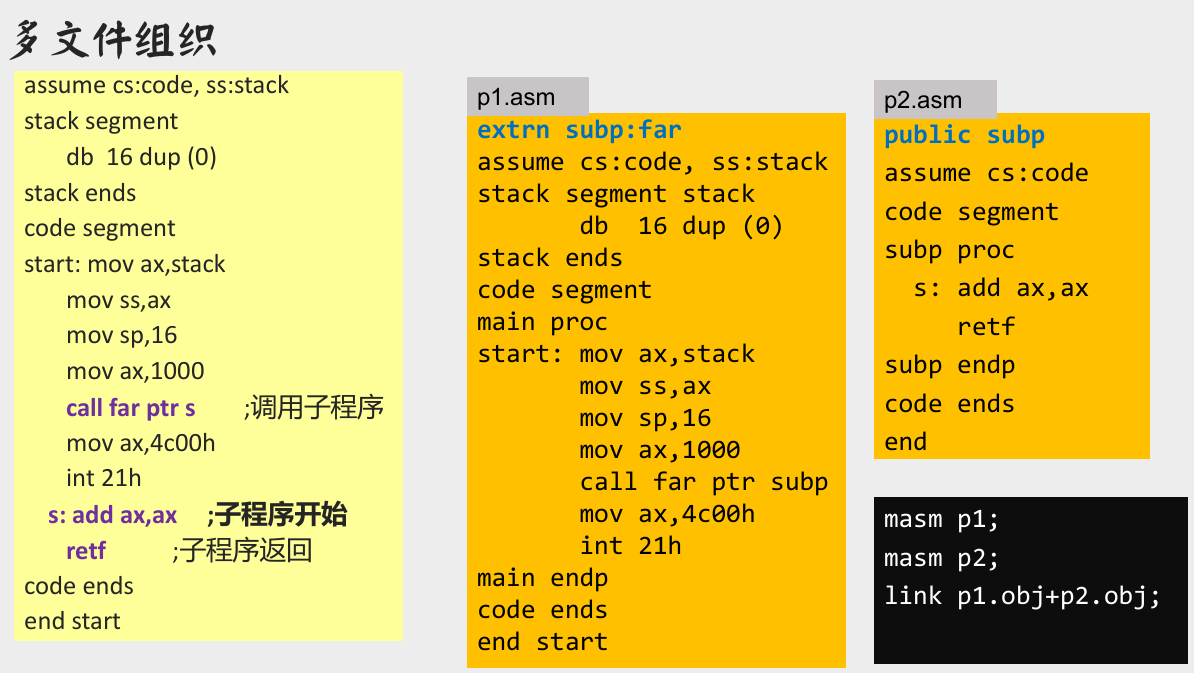 多文件组织
assume cs:code, ss:stack
stack segment
db 16 dup (0)
stack ends
code segment
start: mov ax,stack
mov ss,ax
mov sp,16
mov ax,1000
call far ptr s ;调用子程序
mov ax,4c00h
int 21h
s: add ax,ax ;子程序开始
retf ;子程序返回
code ends
end start
p1.asm
extrn subp:far
assume cs:code, ss:stack
stack segment stack
db 16 dup (0)
stack ends
code segment
main proc
start: mov ax,stack
mov ss,ax
mov sp,16
mov ax,1000
call far ptr subp
mov ax,4c00h
int 21h
main endp
code ends
end start
p2.asm
public subp
assume cs:code
code segment
subp proc
s: add ax,ax
retf
subp endp
code ends
end
masm p1;
masm p2;
link p1.obj+p2.obj;